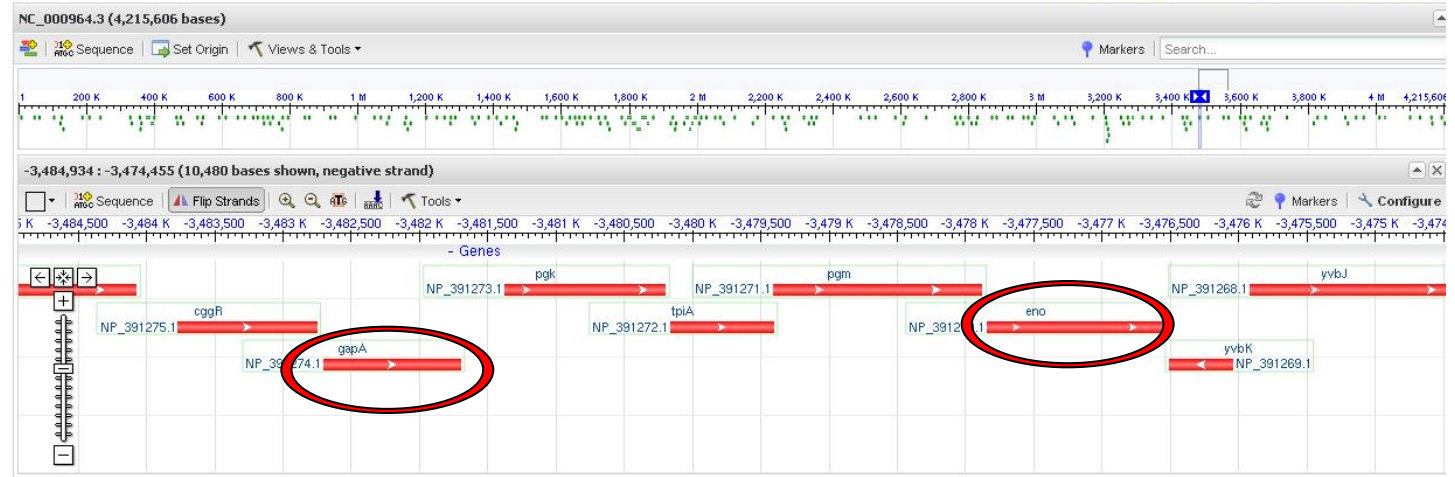 NC_000964.3 (4,215,606 bases)
Sequence Set Origin Views & Tools Markers Search...
1 200 K 400 K 600 K 800 K 1 M 1,200 K 1,400 K 1,600 K 1,800 K 2 M 2,200 K 2,400 K 2,600 K 2,800 K 3 M 3,200 K 3,400 K 3,600 K 3,800 K 4 M 4,215,606
-3,484,934 : -3,474,455 (10,480 bases shown, negative strand)
Sequence Flip Strands ATG Tools Markers Configure
5 K -3,484,500 -3,484 K -3,483,500 -3,483 K -3,482,500 -3,482 K -3,481,500 -3,481 K -3,480,500 -3,480 K -3,479,500 -3,479 K -3,478,500 -3,478 K -3,477,500 -3,477 K -3,476,500 -3,476 K -3,475,500 -3,475 K -3,474
- Genes
pgk pgm yvbJ
NP_391273.1 NP_391271.1 NP_391268.1
cggR tpiA eno
NP_391275.1 NP_391272.1
gapA yvbK
NP_391269.1